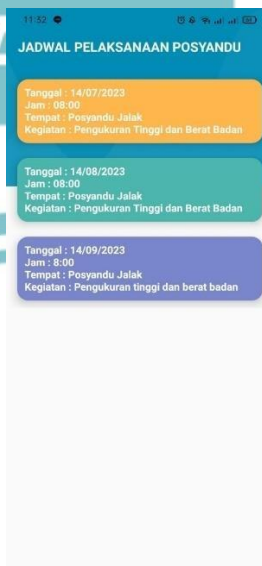 11:52
JADWAL PELAKSANAAN POSYANDU
Tanggal : 14/07/2023
Jam : 08:00
Tempat : Posyandu Jalak
Kegiatan : Pengukuran Tinggi dan Berat Badan
Tanggal : 14/08/2023
Jam : 08:00
Tempat : Posyandu Jalak
Kegiatan : Pengukuran Tinggi dan Berat Badan
Tanggal : 14/09/2023
Jam : 8:00
Tempat : Posyandu Jalak
Kegiatan : Pengukuran tinggi dan berat badan